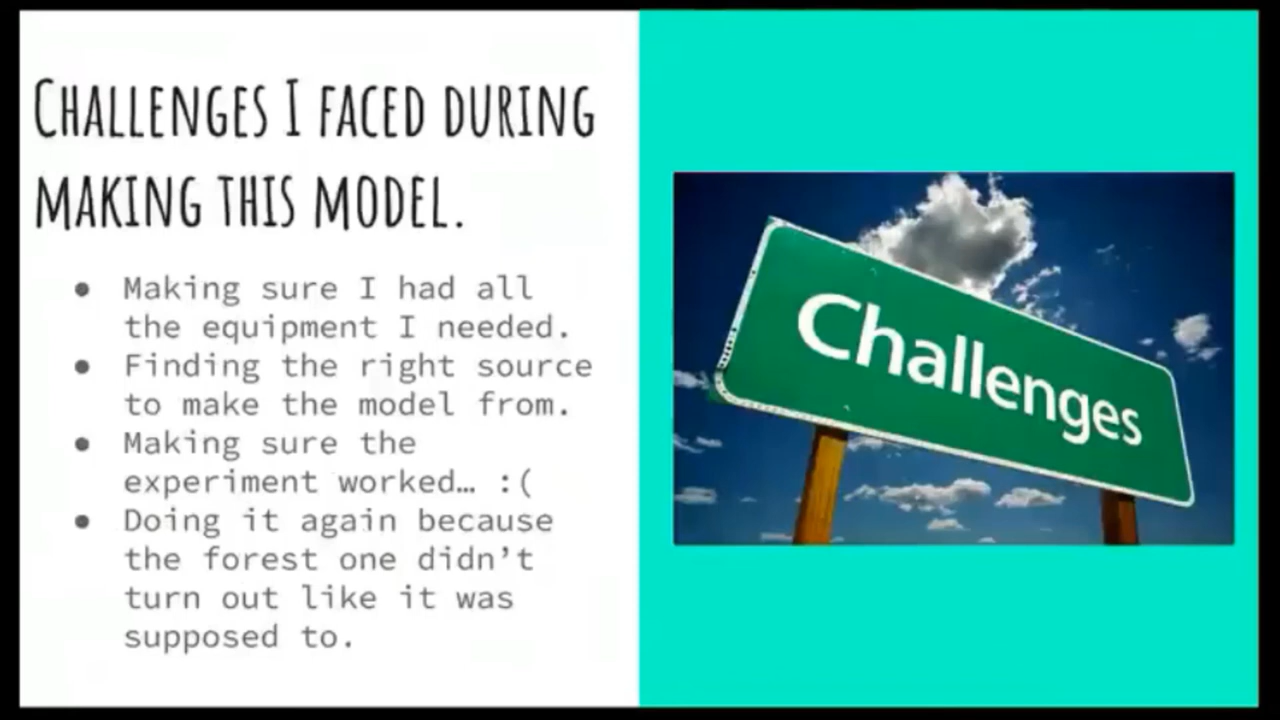 CHALLENGES I FACED DURING
MAKING THIS MODEL.
● Making sure I had all
the equipment I needed.
● Finding the right source
to make the model from.
● Making sure the
experiment worked… :(
● Doing it again because
the forest one didn’t
turn out like it was
supposed to.
Challenges